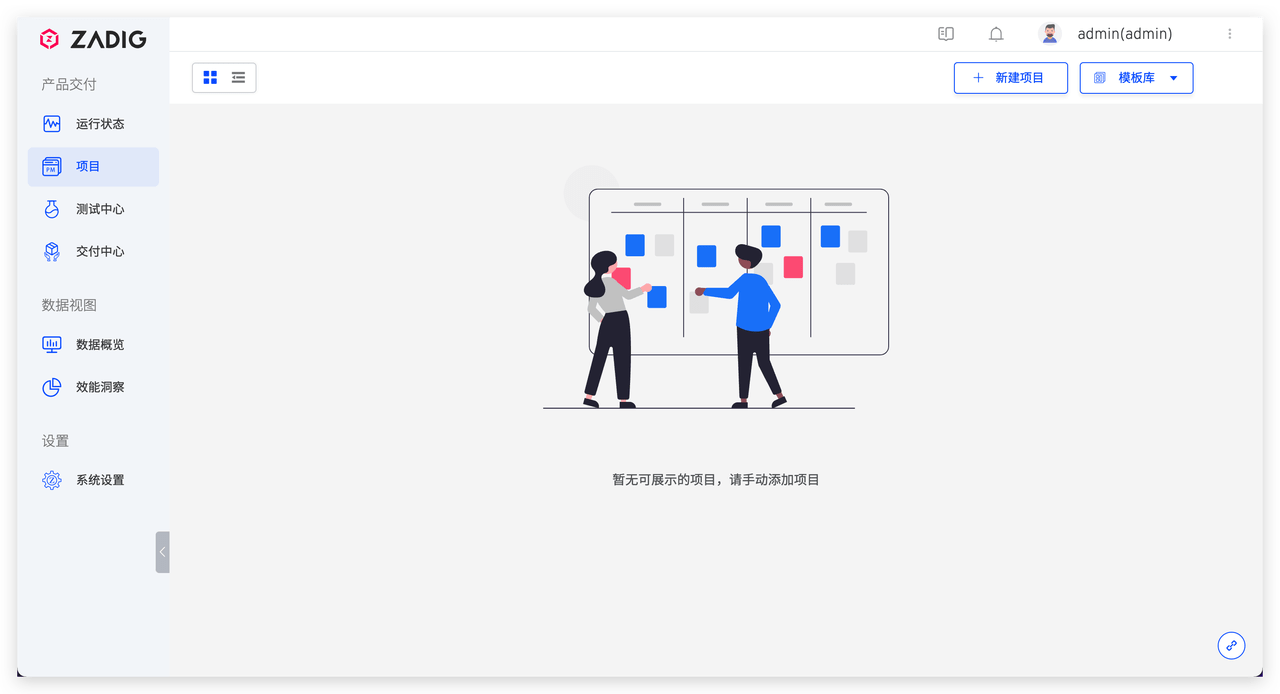 ZADIG
admin(admin)
产品交付
新建项目
模板库
运行状态
PM
项目
测试中心
交付中心
数据视图
数据概览
效能洞察
设置
系统设置
暂无可展示的项目，请手动添加项目